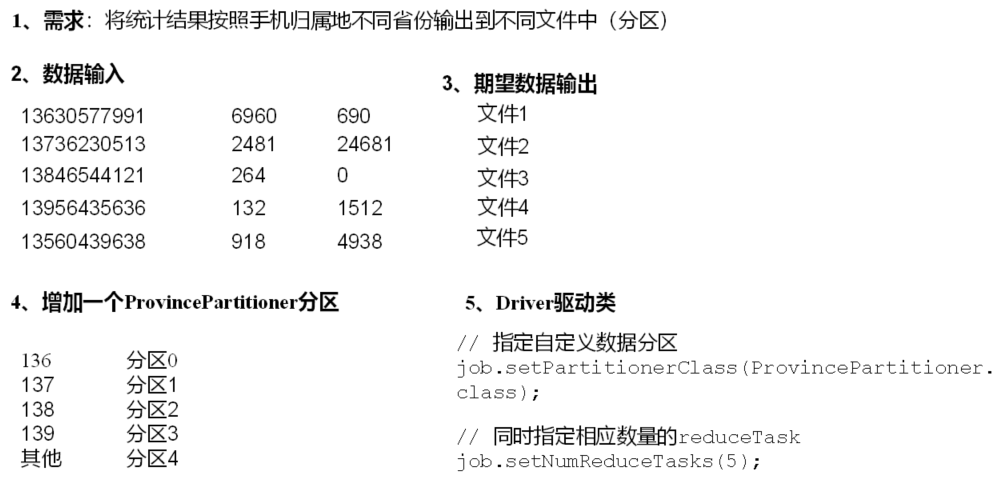 1、需求：将统计结果按照手机归属地不同省份输出到不同文件中（分区）
2、数据输入
13630577991 6960 690
13736230513 2481 24681
13846544121 264 0
13956435636 132 1512
13560439638 918 4938
3、期望数据输出
文件1
文件2
文件3
文件4
文件5
4、增加一个ProvincePartitioner分区
136 分区0
137 分区1
138 分区2
139 分区3
其他 分区4
5、Driver驱动类
// 指定自定义数据分区
job.setPartitionerClass(ProvincePartitioner.
class);
// 同时指定相应数量的reduceTask
job.setNumReduceTasks(5);